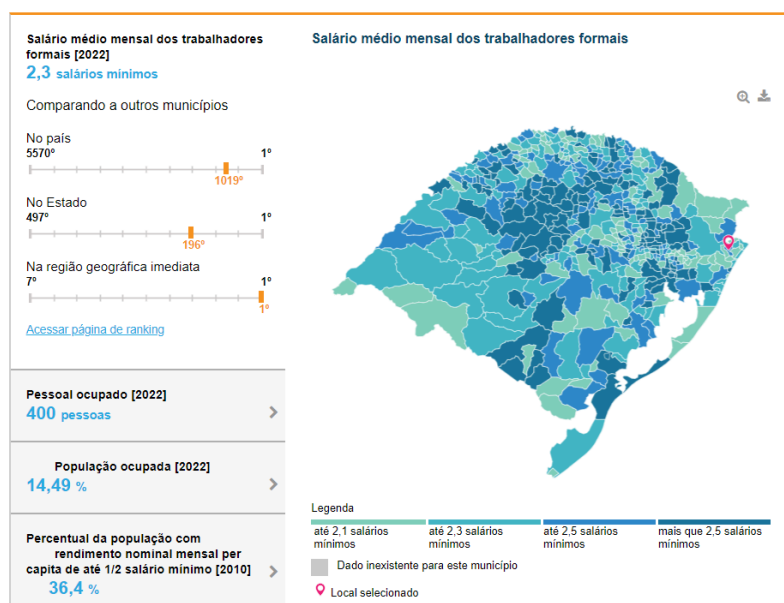 Salário médio mensal dos trabalhadores
formais [2022]
2,3 salários mínimos
Comparando a outros municípios
No país
5570º 1º
1019º
No Estado
497º 1º
196º
Na região geográfica imediata
7º 1º
1º
Acessar página de ranking
Pessoal ocupado [2022]
400 pessoas
População ocupada [2022]
14,49 %
Percentual da população com
rendimento nominal mensal per
capita de até 1/2 salário mínimo [2010]
36,4 %
Salário médio mensal dos trabalhadores formais
Legenda
até 2,1 salários
mínimos
até 2,3 salários
mínimos
até 2,5 salários
mínimos
mais que 2,5 salários
mínimos
Dado inexistente para este município
Local selecionado